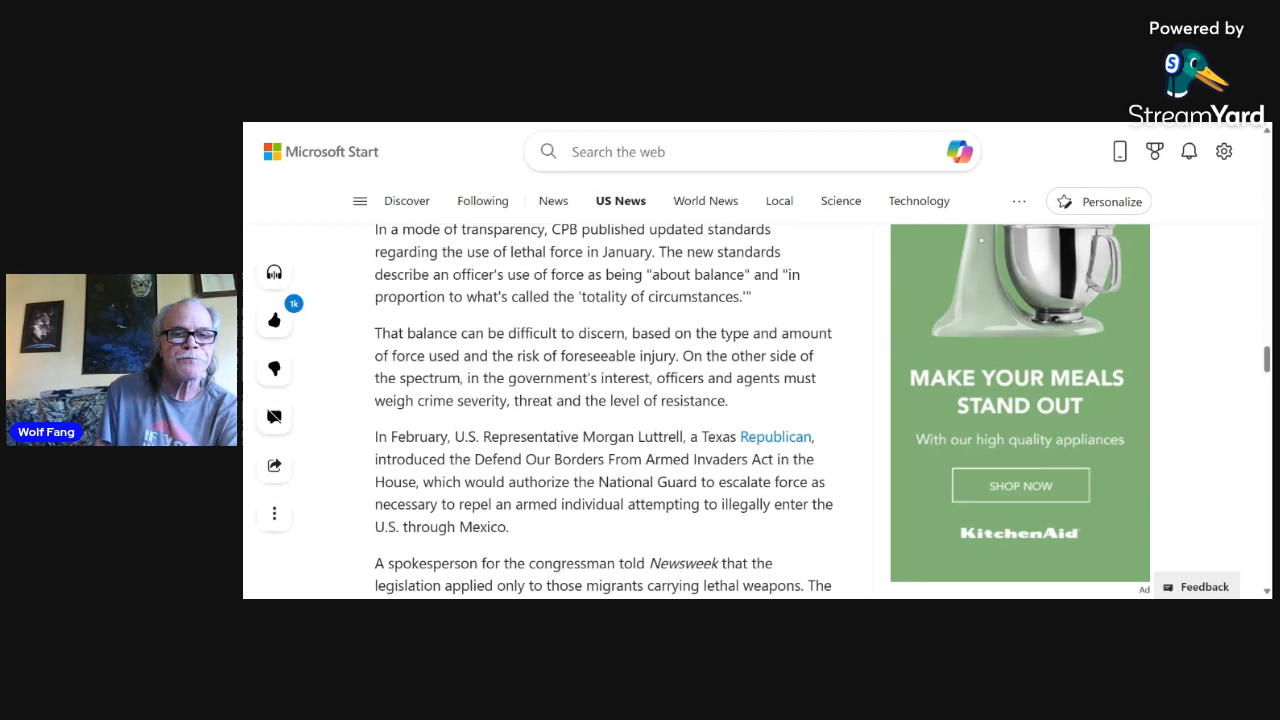 Powered by
StreamYard
Microsoft Start
Search the web
Discover
Following
News
US News
World News
Local
Science
Technology
Personalize
In a mode of transparency, CPB published updated standards
regarding the use of lethal force in January. The new standards
describe an officer's use of force as being "about balance" and "in
proportion to what's called the 'totality of circumstances.'"
1k
That balance can be difficult to discern, based on the type and amount
of force used and the risk of foreseeable injury. On the other side of
the spectrum, in the government's interest, officers and agents must
weigh crime severity, threat and the level of resistance.
In February, U.S. Representative Morgan Luttrell, a Texas Republican,
introduced the Defend Our Borders From Armed Invaders Act in the
House, which would authorize the National Guard to escalate force as
necessary to repel an armed individual attempting to illegally enter the
U.S. through Mexico.
A spokesperson for the congressman told Newsweek that the
legislation applied only to those migrants carrying lethal weapons. The
MAKE YOUR MEALS
STAND OUT
With our high quality appliances
SHOP NOW
KitchenAid
Ad
Feedback
Wolf Fang